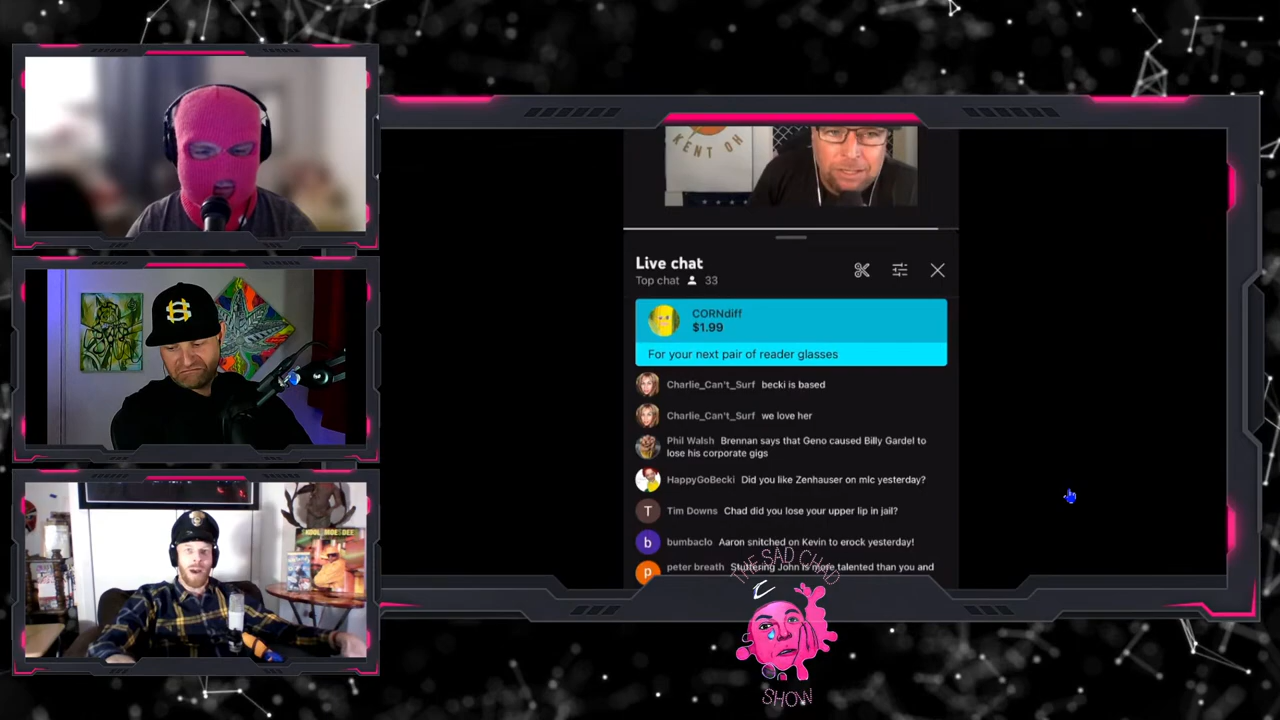 KENT OH
Live chat
Top chat 33
CORNdiff
$1.99
For your next pair of reader glasses
Charlie_Can't_Surf becki is based
Charlie_Can't_Surf we love her
Phil Walsh Brennan says that Geno caused Billy Gardel to
lose his corporate gigs
HappyGoBecki Did you like Zenhauser on mlc yesterday?
T Tim Downs Chad did you lose your upper lip in jail?
b bumbaclo Aaron snitched on Kevin to erock yesterday!
p peter breath Stuttering John is more talented than you and
THE SAD CHAD
SHOW
KOOL MOE DEE